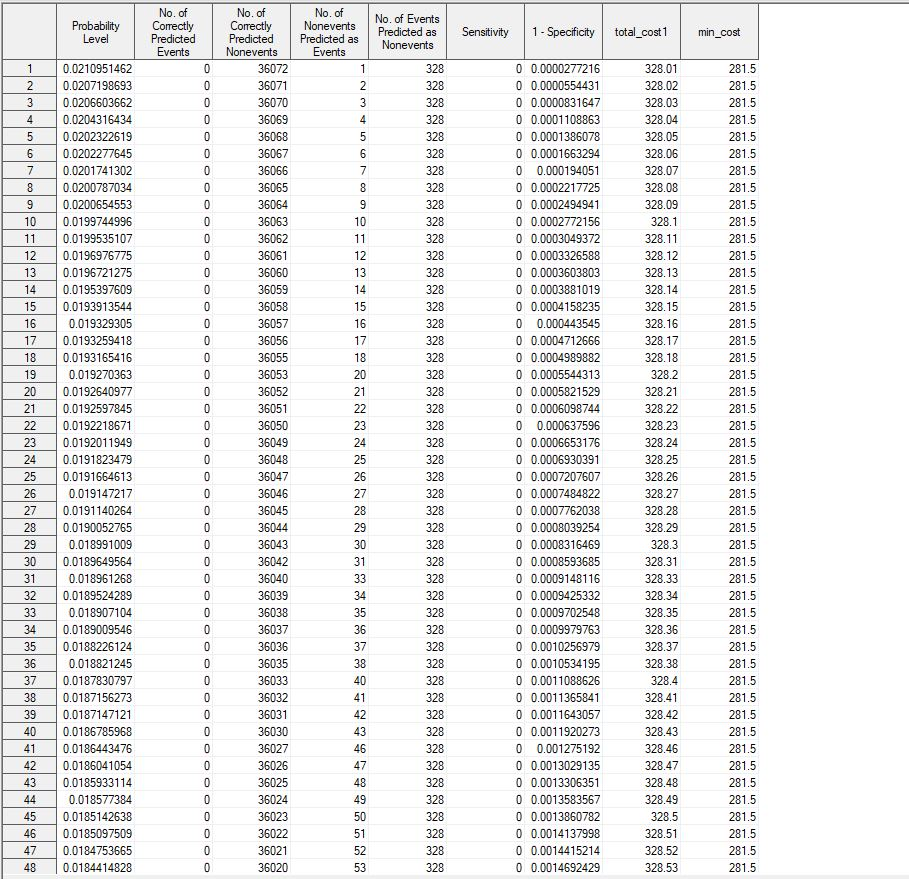 Probability Level No. of Correctly Predicted Events No. of Correctly Predicted Nonevents No. of Nonevents Predicted as Events No. of Events Predicted as Nonevents Sensitivity 1 - Specificity total_cost1 min_cost
1 0.0210951462 0 36072 1 328 0 0.0000277216 328.01 281.5
2 0.0207198693 0 36071 2 328 0 0.0000554431 328.02 281.5
3 0.0206603662 0 36070 3 328 0 0.0000831647 328.03 281.5
4 0.0204316434 0 36069 4 328 0 0.0001108863 328.04 281.5
5 0.0202322619 0 36068 5 328 0 0.0001386078 328.05 281.5
6 0.0202277645 0 36067 6 328 0 0.0001663294 328.06 281.5
7 0.0201741302 0 36066 7 328 0 0.000194051 328.07 281.5
8 0.0200787034 0 36065 8 328 0 0.0002217725 328.08 281.5
9 0.0200654553 0 36064 9 328 0 0.0002494941 328.09 281.5
10 0.0199744996 0 36063 10 328 0 0.0002772156 328.1 281.5
11 0.0199535107 0 36062 11 328 0 0.0003049372 328.11 281.5
12 0.0196976775 0 36061 12 328 0 0.0003326588 328.12 281.5
13 0.0196721275 0 36060 13 328 0 0.0003603803 328.13 281.5
14 0.0195397609 0 36059 14 328 0 0.0003881019 328.14 281.5
15 0.0193913544 0 36058 15 328 0 0.0004158235 328.15 281.5
16 0.019329305 0 36057 16 328 0 0.000443545 328.16 281.5
17 0.0193259418 0 36056 17 328 0 0.0004712666 328.17 281.5
18 0.0193165416 0 36055 18 328 0 0.0004989882 328.18 281.5
19 0.019270363 0 36053 20 328 0 0.0005544313 328.2 281.5
20 0.0192640977 0 36052 21 328 0 0.0005821529 328.21 281.5
21 0.0192597845 0 36051 22 328 0 0.0006098744 328.22 281.5
22 0.0192218671 0 36050 23 328 0 0.000637596 328.23 281.5
23 0.0192011949 0 36049 24 328 0 0.0006653176 328.24 281.5
24 0.0191823479 0 36048 25 328 0 0.0006930391 328.25 281.5
25 0.0191664613 0 36047 26 328 0 0.0007207607 328.26 281.5
26 0.019147217 0 36046 27 328 0 0.0007484822 328.27 281.5
27 0.0191140264 0 36045 28 328 0 0.0007762038 328.28 281.5
28 0.0190052765 0 36044 29 328 0 0.0008039254 328.29 281.5
29 0.018991009 0 36043 30 328 0 0.0008316469 328.3 281.5
30 0.0189649564 0 36042 31 328 0 0.0008593685 328.31 281.5
31 0.018961268 0 36040 33 328 0 0.0009148116 328.33 281.5
32 0.0189524289 0 36039 34 328 0 0.0009425332 328.34 281.5
33 0.018907104 0 36038 35 328 0 0.0009702548 328.35 281.5
34 0.0189009546 0 36037 36 328 0 0.0009979763 328.36 281.5
35 0.0188226124 0 36036 37 328 0 0.0010256979 328.37 281.5
36 0.018821245 0 36035 38 328 0 0.0010534195 328.38 281.5
37 0.0187830797 0 36033 40 328 0 0.0011088626 328.4 281.5
38 0.0187156273 0 36032 41 328 0 0.0011365841 328.41 281.5
39 0.0187147121 0 36031 42 328 0 0.0011643057 328.42 281.5
40 0.0186785968 0 36030 43 328 0 0.0011920273 328.43 281.5
41 0.0186443476 0 36027 46 328 0 0.001275192 328.46 281.5
42 0.0186041054 0 36026 47 328 0 0.0013029135 328.47 281.5
43 0.0185933114 0 36025 48 328 0 0.0013306351 328.48 281.5
44 0.018577384 0 36024 49 328 0 0.0013583567 328.49 281.5
45 0.0185142638 0 36023 50 328 0 0.0013860782 328.5 281.5
46 0.0185097509 0 36022 51 328 0 0.0014137998 328.51 281.5
47 0.0184753665 0 36021 52 328 0 0.0014415214 328.52 281.5
48 0.0184414828 0 36020 53 328 0 0.0014692429 328.53 281.5